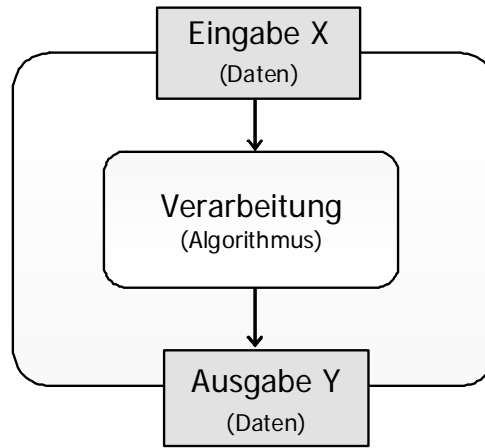 Eingabe X
(Daten)
Verarbeitung
(Algorithmus)
Ausgabe Y
(Daten)